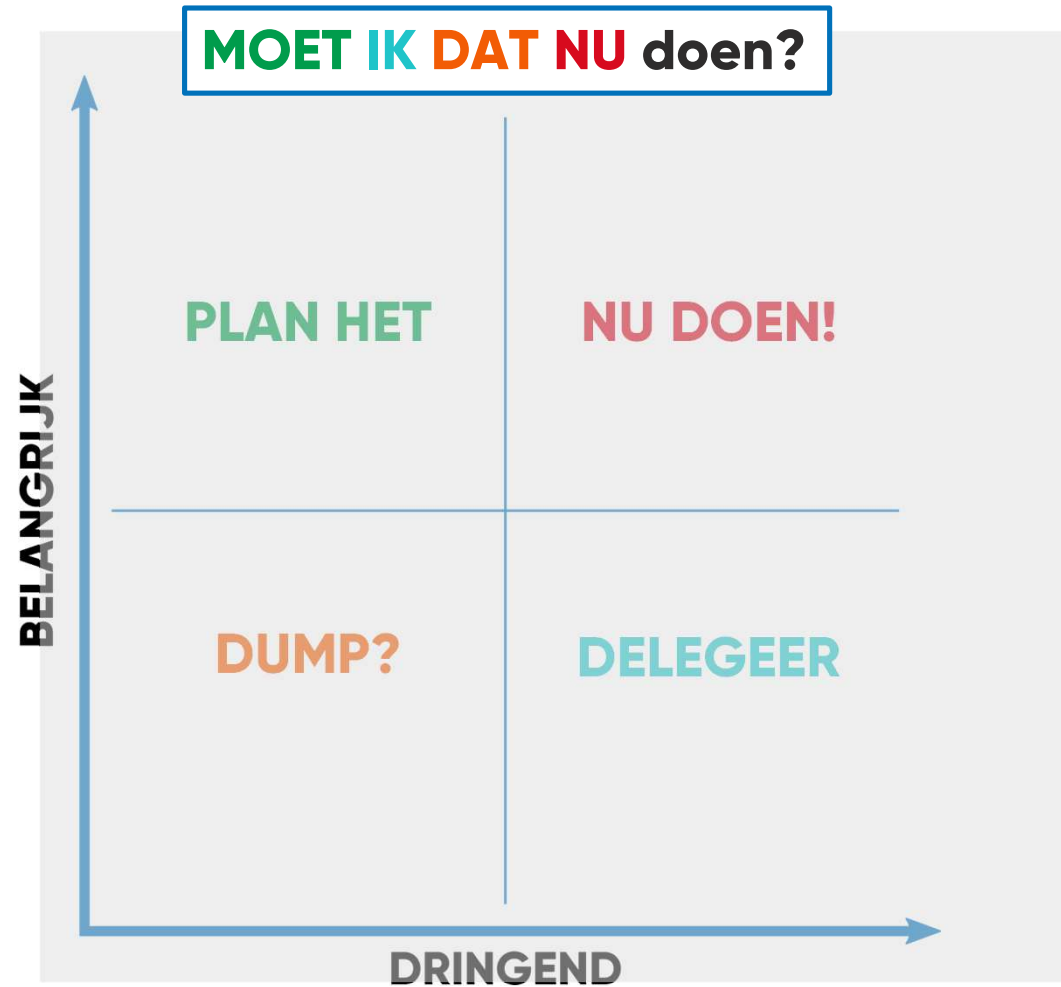 MOET IK DAT NU doen?
PLAN HET
NU DOEN!
BELANGRIJK
DUMP?
DELEGEER
DRINGEND